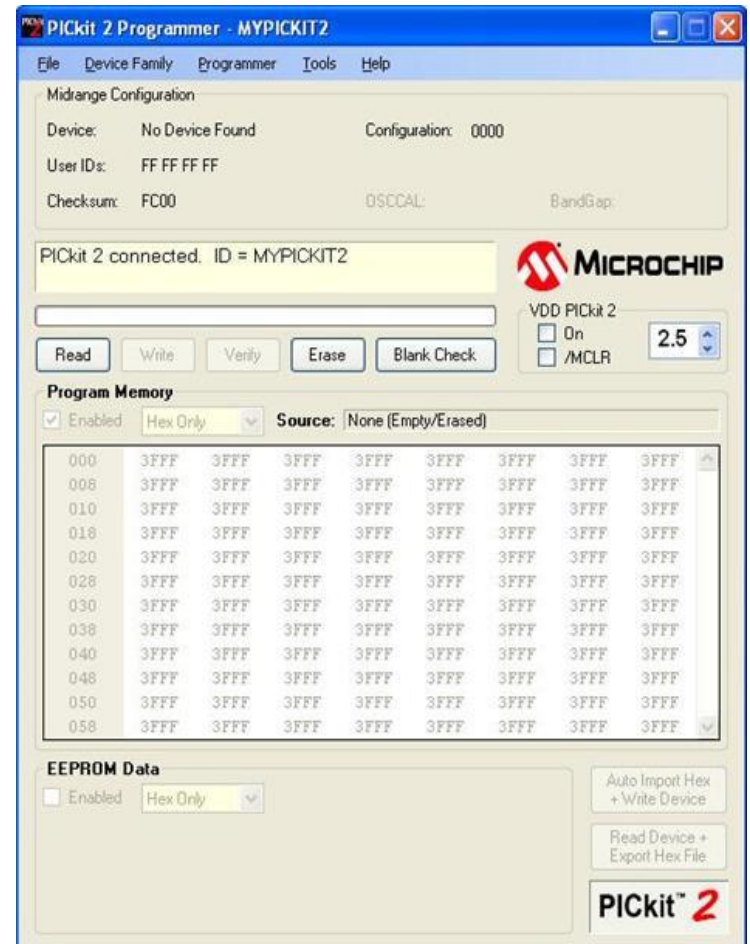 PICkit 2 Programmer - MYPICKIT2
File Device Family Programmer Tools Help
Midrange Configuration
Device: No Device Found Configuration: 0000
User IDs: FF FF FF FF
Checksum: FC00 OSCCAL: BandGap:
PICkit 2 connected. ID = MYPICKIT2
MICROCHIP
VDD PICkit 2
On
/MCLR
2.5
Read Write Verify Erase Blank Check
Program Memory
Enabled Hex Only Source: None (Empty/Erased)
000 3FFF 3FFF 3FFF 3FFF 3FFF 3FFF 3FFF 3FFF
008 3FFF 3FFF 3FFF 3FFF 3FFF 3FFF 3FFF 3FFF
010 3FFF 3FFF 3FFF 3FFF 3FFF 3FFF 3FFF 3FFF
018 3FFF 3FFF 3FFF 3FFF 3FFF 3FFF 3FFF 3FFF
020 3FFF 3FFF 3FFF 3FFF 3FFF 3FFF 3FFF 3FFF
028 3FFF 3FFF 3FFF 3FFF 3FFF 3FFF 3FFF 3FFF
030 3FFF 3FFF 3FFF 3FFF 3FFF 3FFF 3FFF 3FFF
038 3FFF 3FFF 3FFF 3FFF 3FFF 3FFF 3FFF 3FFF
040 3FFF 3FFF 3FFF 3FFF 3FFF 3FFF 3FFF 3FFF
048 3FFF 3FFF 3FFF 3FFF 3FFF 3FFF 3FFF 3FFF
050 3FFF 3FFF 3FFF 3FFF 3FFF 3FFF 3FFF 3FFF
058 3FFF 3FFF 3FFF 3FFF 3FFF 3FFF 3FFF 3FFF
EEPROM Data
Enabled Hex Only
Auto Import Hex
+ Write Device
Read Device +
Export Hex File
PICkit™ 2